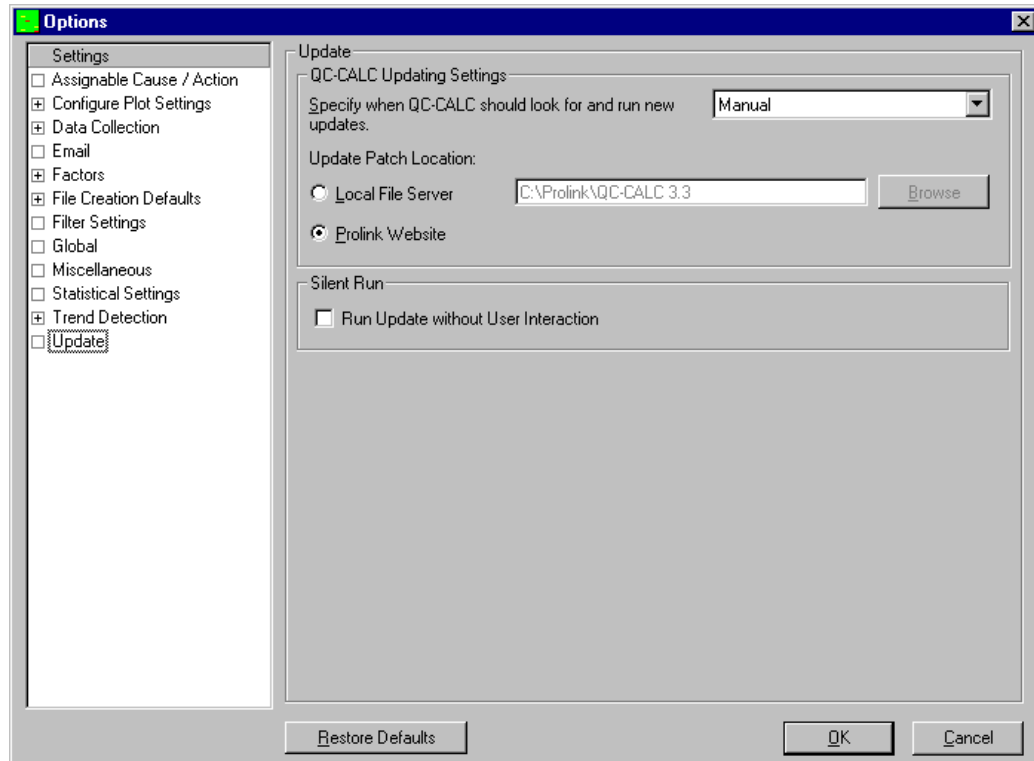 Options
Settings
Assignable Cause / Action
Configure Plot Settings
Data Collection
Email
Factors
File Creation Defaults
Filter Settings
Global
Miscellaneous
Statistical Settings
Trend Detection
Update
Update
QC-CALC Updating Settings
Specify when QC-CALC should look for and run new
updates.
Manual
Update Patch Location:
Local File Server
C:\Prolink\QC-CALC 3.3
Browse
Prolink Website
Silent Run
Run Update without User Interaction
Restore Defaults
OK
Cancel